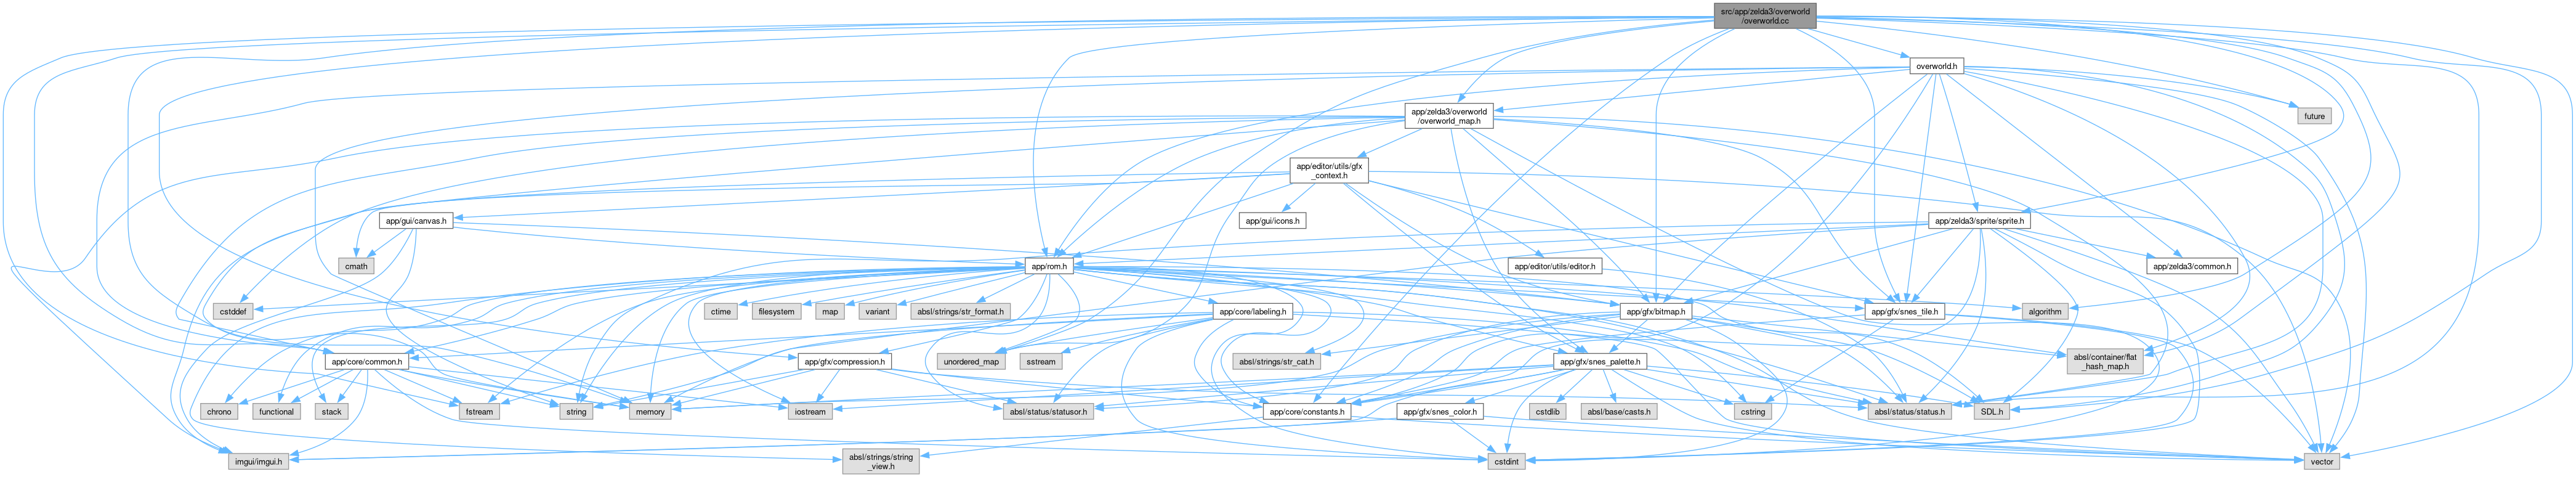 src/app/zelda3/overworld
/overworld.cc
overworld.h
app/zelda3/overworld
/overworld_map.h
future
app/editor/utils/gfx
_context.h
app/gui/canvas.h
app/gui/icons.h
app/zelda3/sprite/sprite.h
cmath
app/rom.h
app/editor/utils/editor.h
app/zelda3/common.h
cstddef
ctime
filesystem
map
variant
absl/strings/str_format.h
app/core/labeling.h
app/gfx/bitmap.h
app/gfx/snes_tile.h
algorithm
app/core/common.h
app/gfx/compression.h
unordered_map
sstream
absl/strings/str_cat.h
app/gfx/snes_palette.h
absl/container/flat
_hash_map.h
chrono
functional
stack
fstream
string
memory
iostream
absl/status/statusor.h
app/core/constants.h
app/gfx/snes_color.h
cstdlib
absl/base/casts.h
cstring
absl/status/status.h
SDL.h
imgui/imgui.h
absl/strings/string
_view.h
cstdint
vector